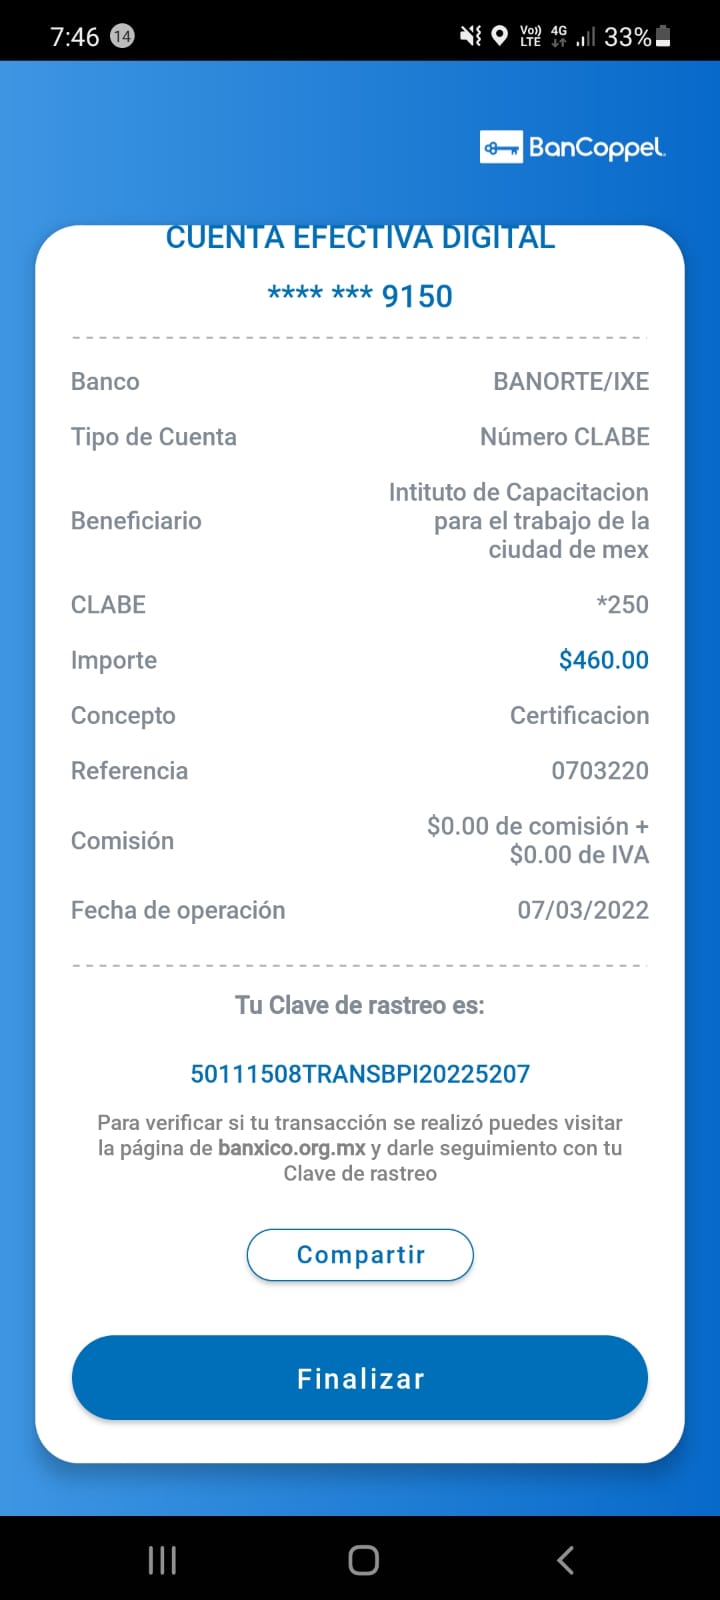 7:46 14 Vo)) LTE 4G 33%
BanCoppel.
CUENTA EFECTIVA DIGITAL
**** *** 9150
Banco BANORTE/IXE
Tipo de Cuenta Número CLABE
Intituto de Capacitacion
Beneficiario para el trabajo de la
ciudad de mex
CLABE *250
Importe $460.00
Concepto Certificacion
Referencia 0703220
Comisión $0.00 de comisión +
$0.00 de IVA
Fecha de operación 07/03/2022
Tu Clave de rastreo es:
50111508TRANSBPI20225207
Para verificar si tu transacción se realizó puedes visitar
la página de banxico.org.mx y darle seguimiento con tu
Clave de rastreo
Compartir
Finalizar